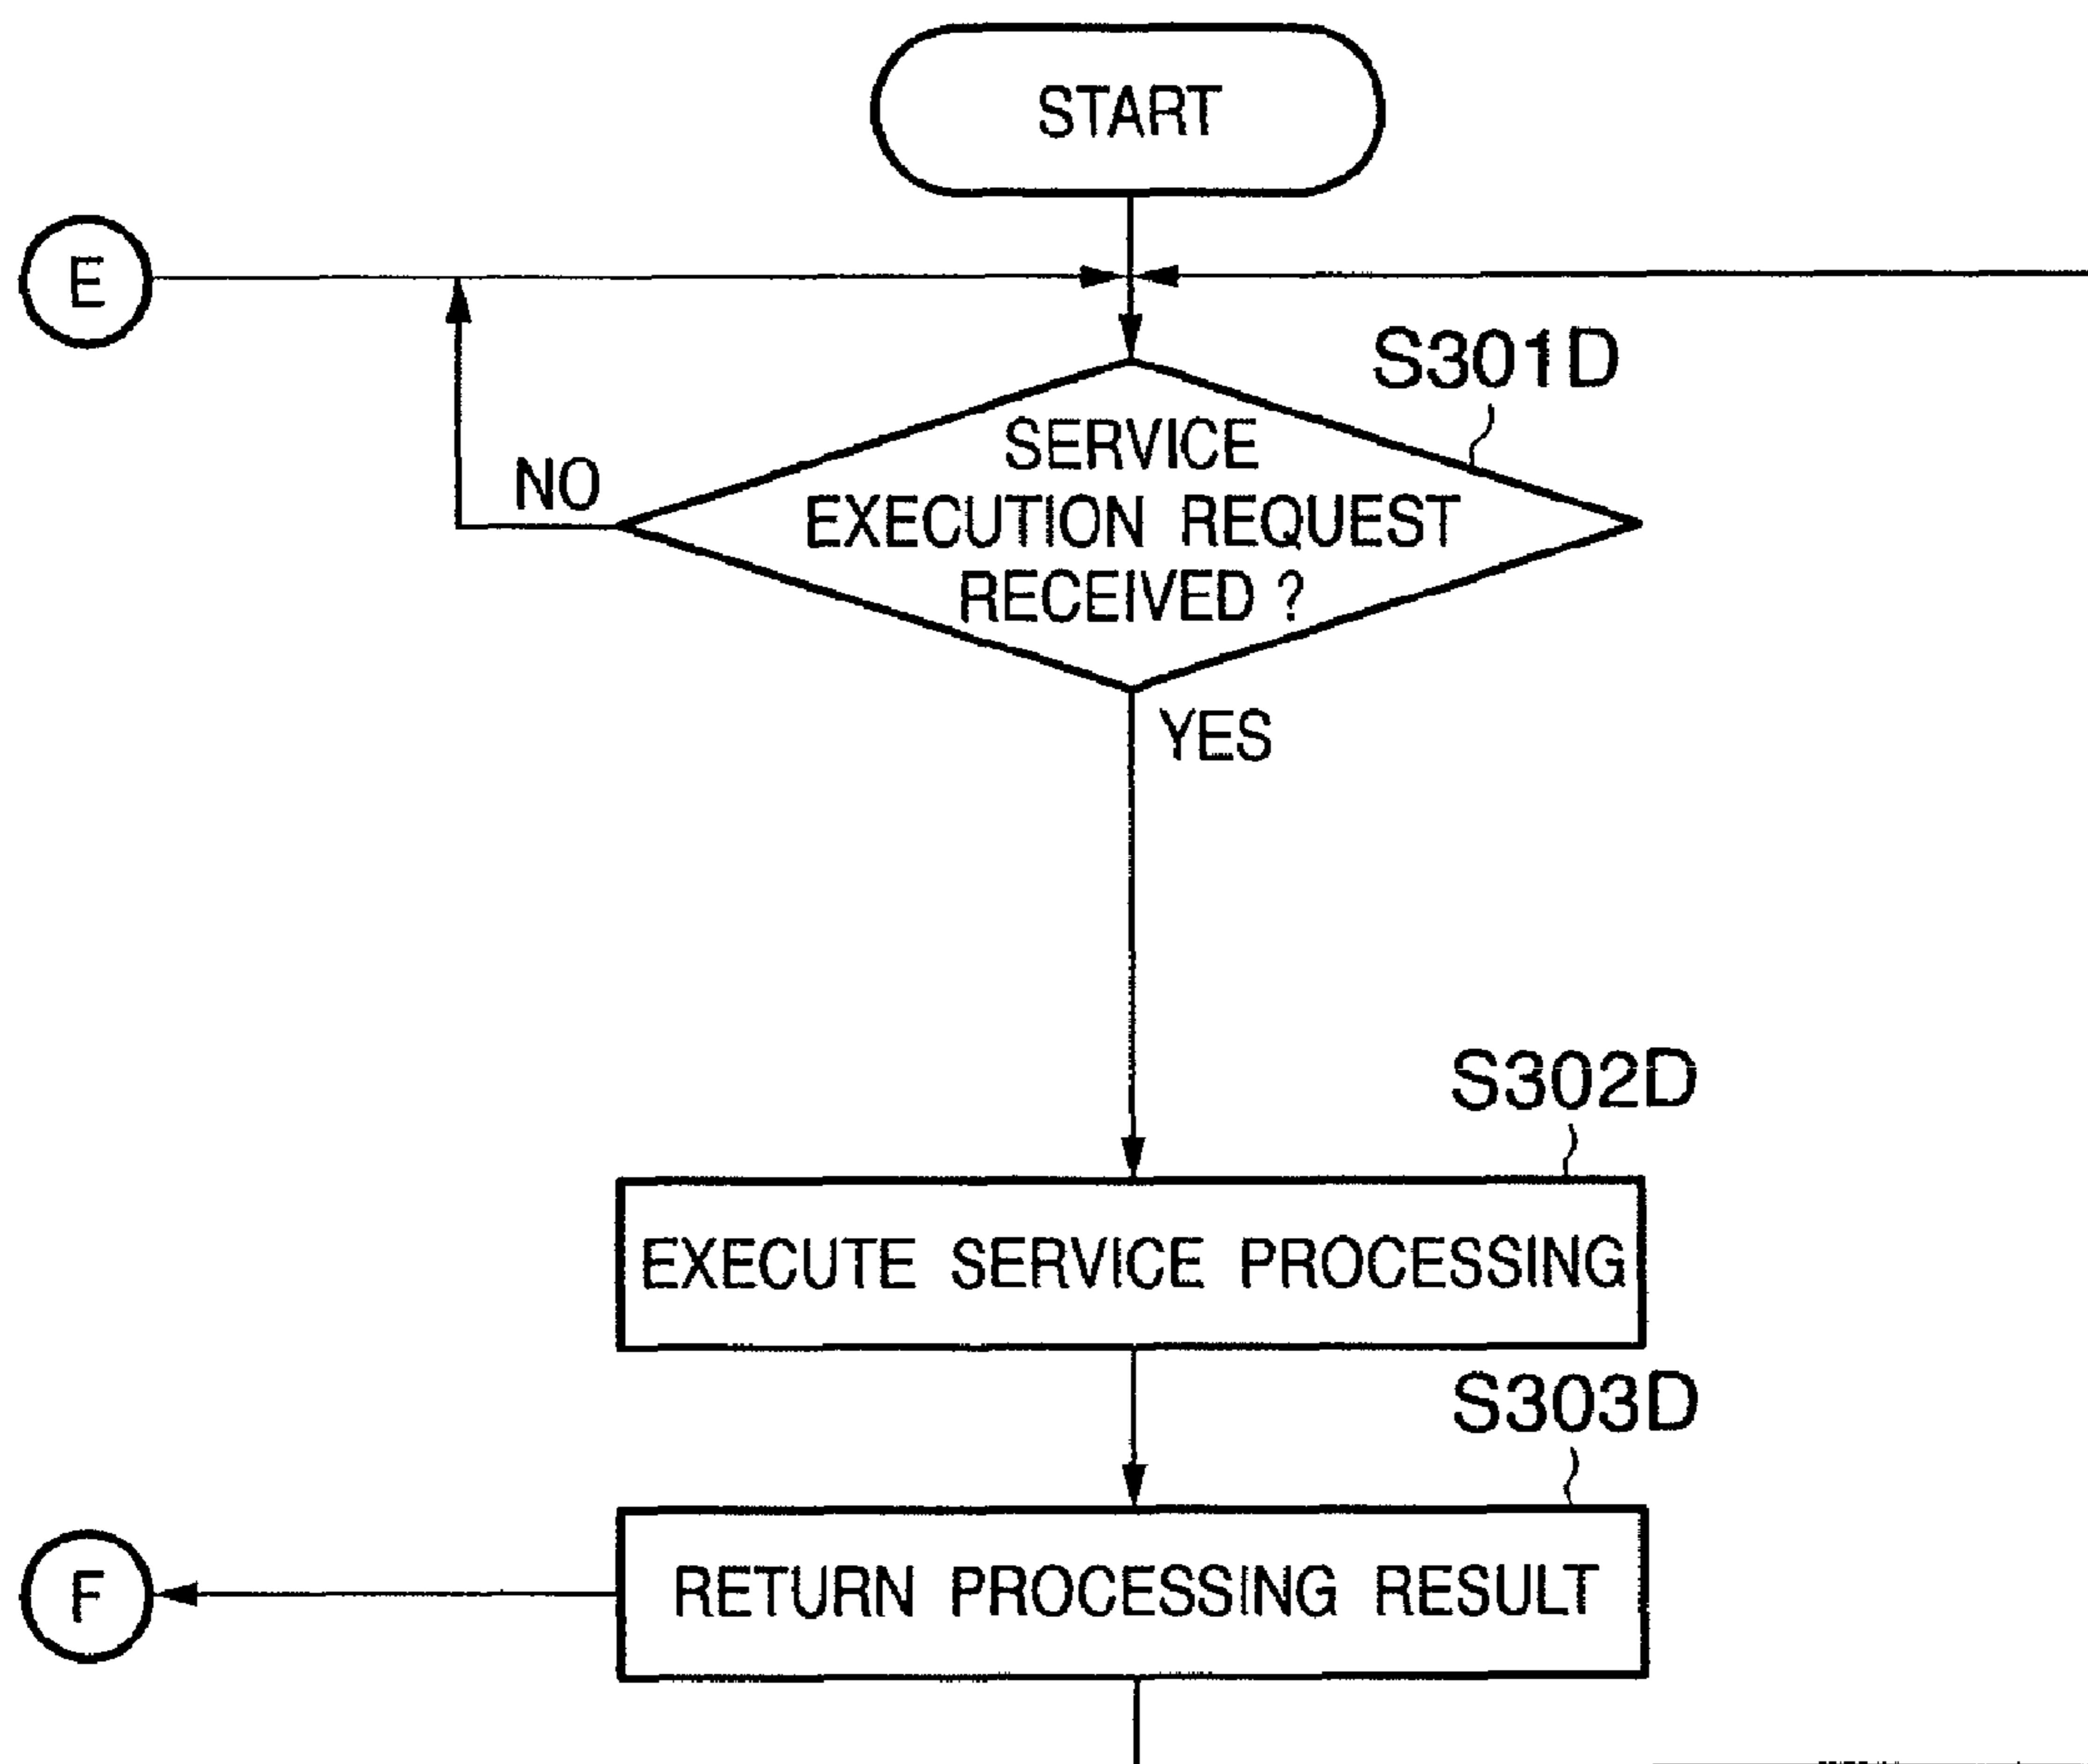 START
E
S301D
SERVICE
EXECUTION REQUEST
RECEIVED ?
NO
YES
S302D
EXECUTE SERVICE PROCESSING
S303D
RETURN PROCESSING RESULT
F